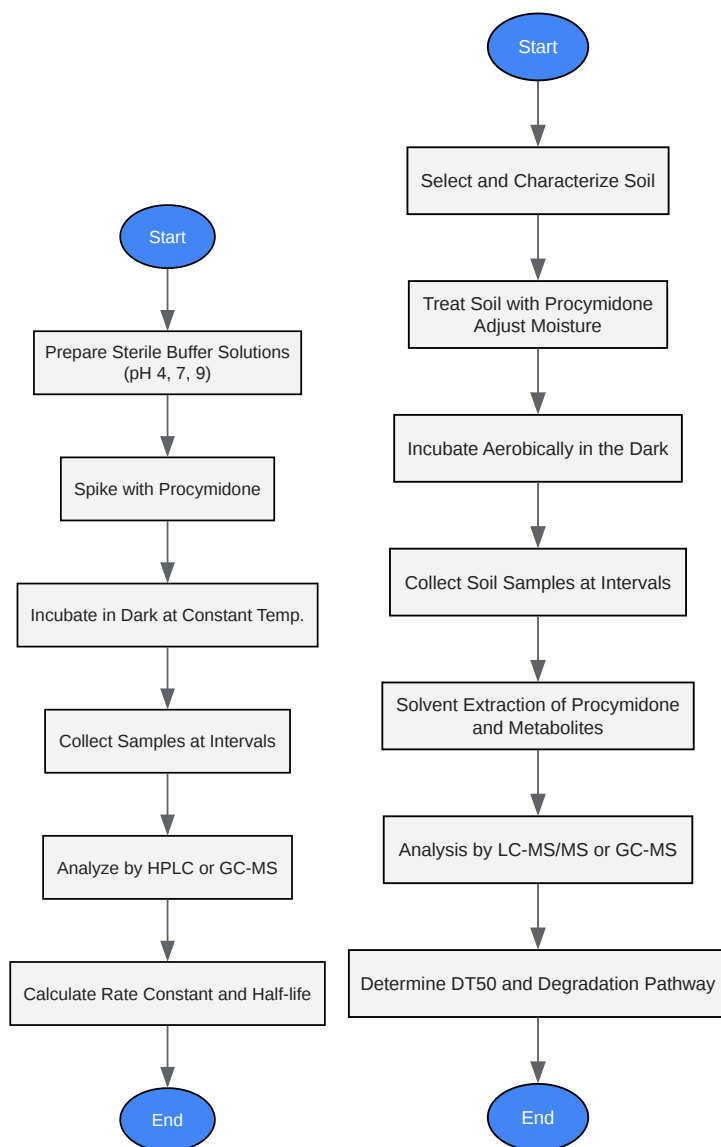 Start
Prepare Sterile Buffer Solutions
(pH 4, 7, 9)
Spike with Procymidone
Incubate in Dark at Constant Temp.
Collect Samples at Intervals
Analyze by HPLC or GC-MS
Calculate Rate Constant and Half-life
End
Start
Select and Characterize Soil
Treat Soil with Procymidone
Adjust Moisture
Incubate Aerobically in the Dark
Collect Soil Samples at Intervals
Solvent Extraction of Procymidone
and Metabolites
Analysis by LC-MS/MS or GC-MS
Determine DT50 and Degradation Pathway
End